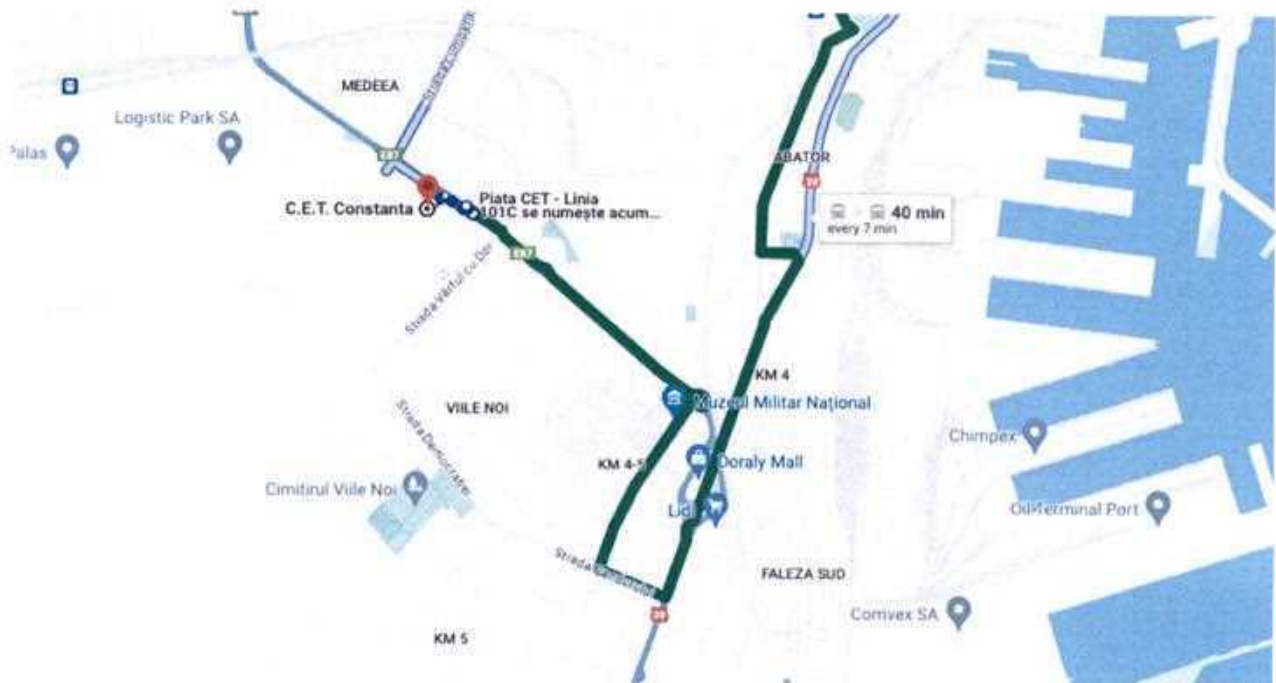 MEDEEA
Logistic Park SA
Palas
E87
ABATOR
39
C.E.T. Constanta
Piata CET - Linia
101C se numește acum...
40 min
every 7 min
E87
Strada Vârful cu Dor
KM 4
Muzeul Militar Național
VIILE NOI
Strada Democrației
Chimpex
KM 4-5
Doraly Mall
Cimitirul Viile Noi
Lidl
Oil-Terminal Port
Strada
FALEZA SUD
39
Comvex SA
KM 5